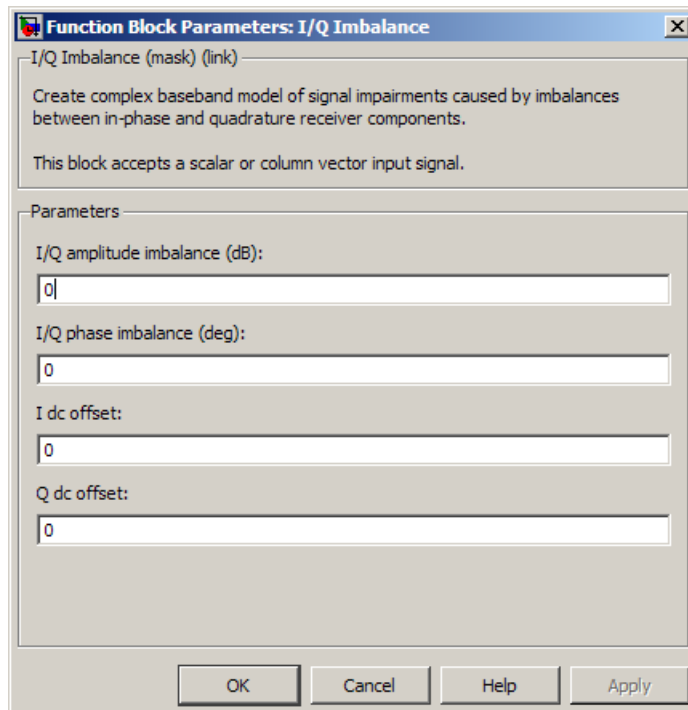 Function Block Parameters: I/Q Imbalance
I/Q Imbalance (mask) (link)
Create complex baseband model of signal impairments caused by imbalances
between in-phase and quadrature receiver components.
This block accepts a scalar or column vector input signal.
Parameters
I/Q amplitude imbalance (dB):
0
I/Q phase imbalance (deg):
0
I dc offset:
0
Q dc offset:
0
OK Cancel Help Apply